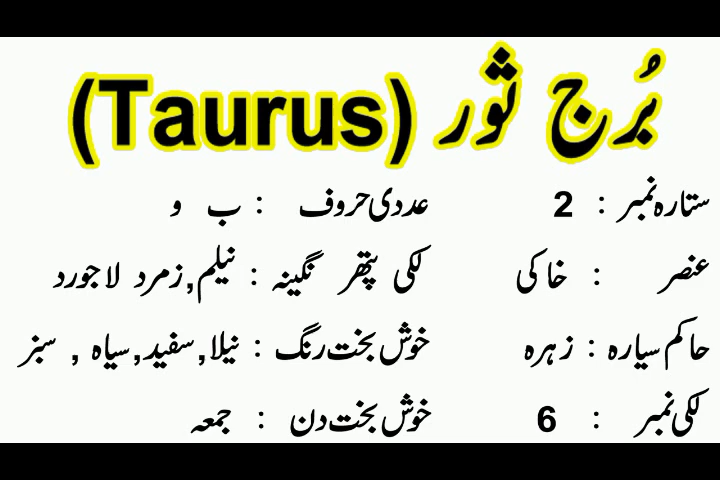 بُرج ثور (Taurus)
ستارہ نمبر : 2 عددی حروف : ب و
عنصر : خاکی لکی پتھر نگینہ : نیلم,زمرد لاجورد
حاکم سیارہ : زہرہ خوش بخت رنگ : نیلا,سفید,سیاہ , سبز
لکی نمبر : 6 خوش بخت دن : جمعہ